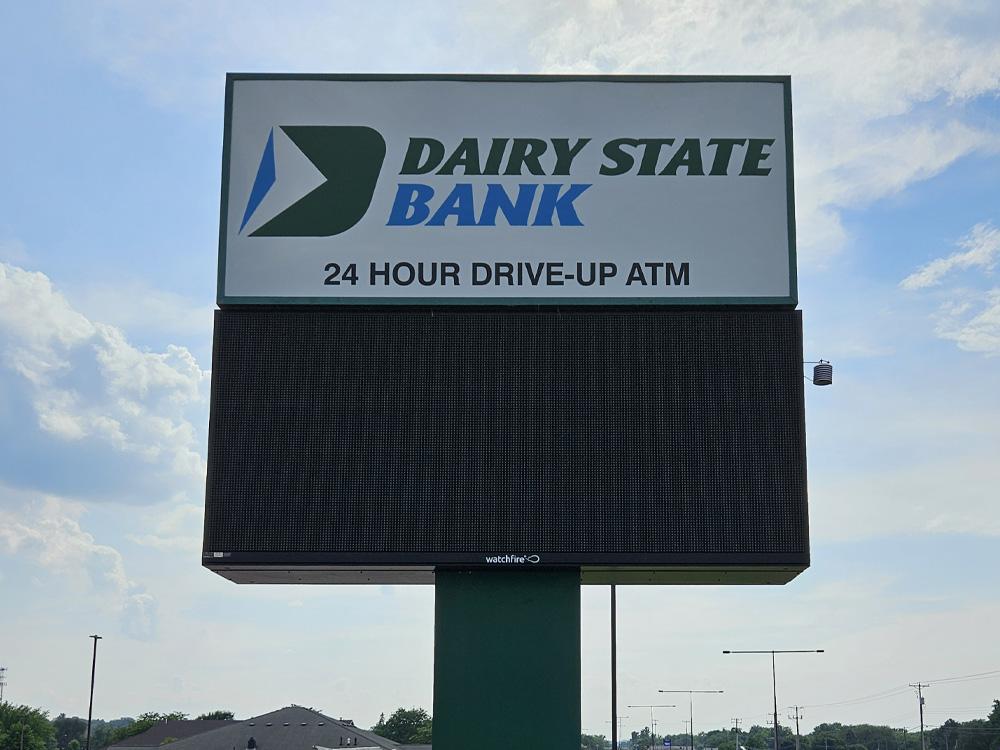 DAIRY STATE
BANK
24 HOUR DRIVE-UP ATM
watchfire